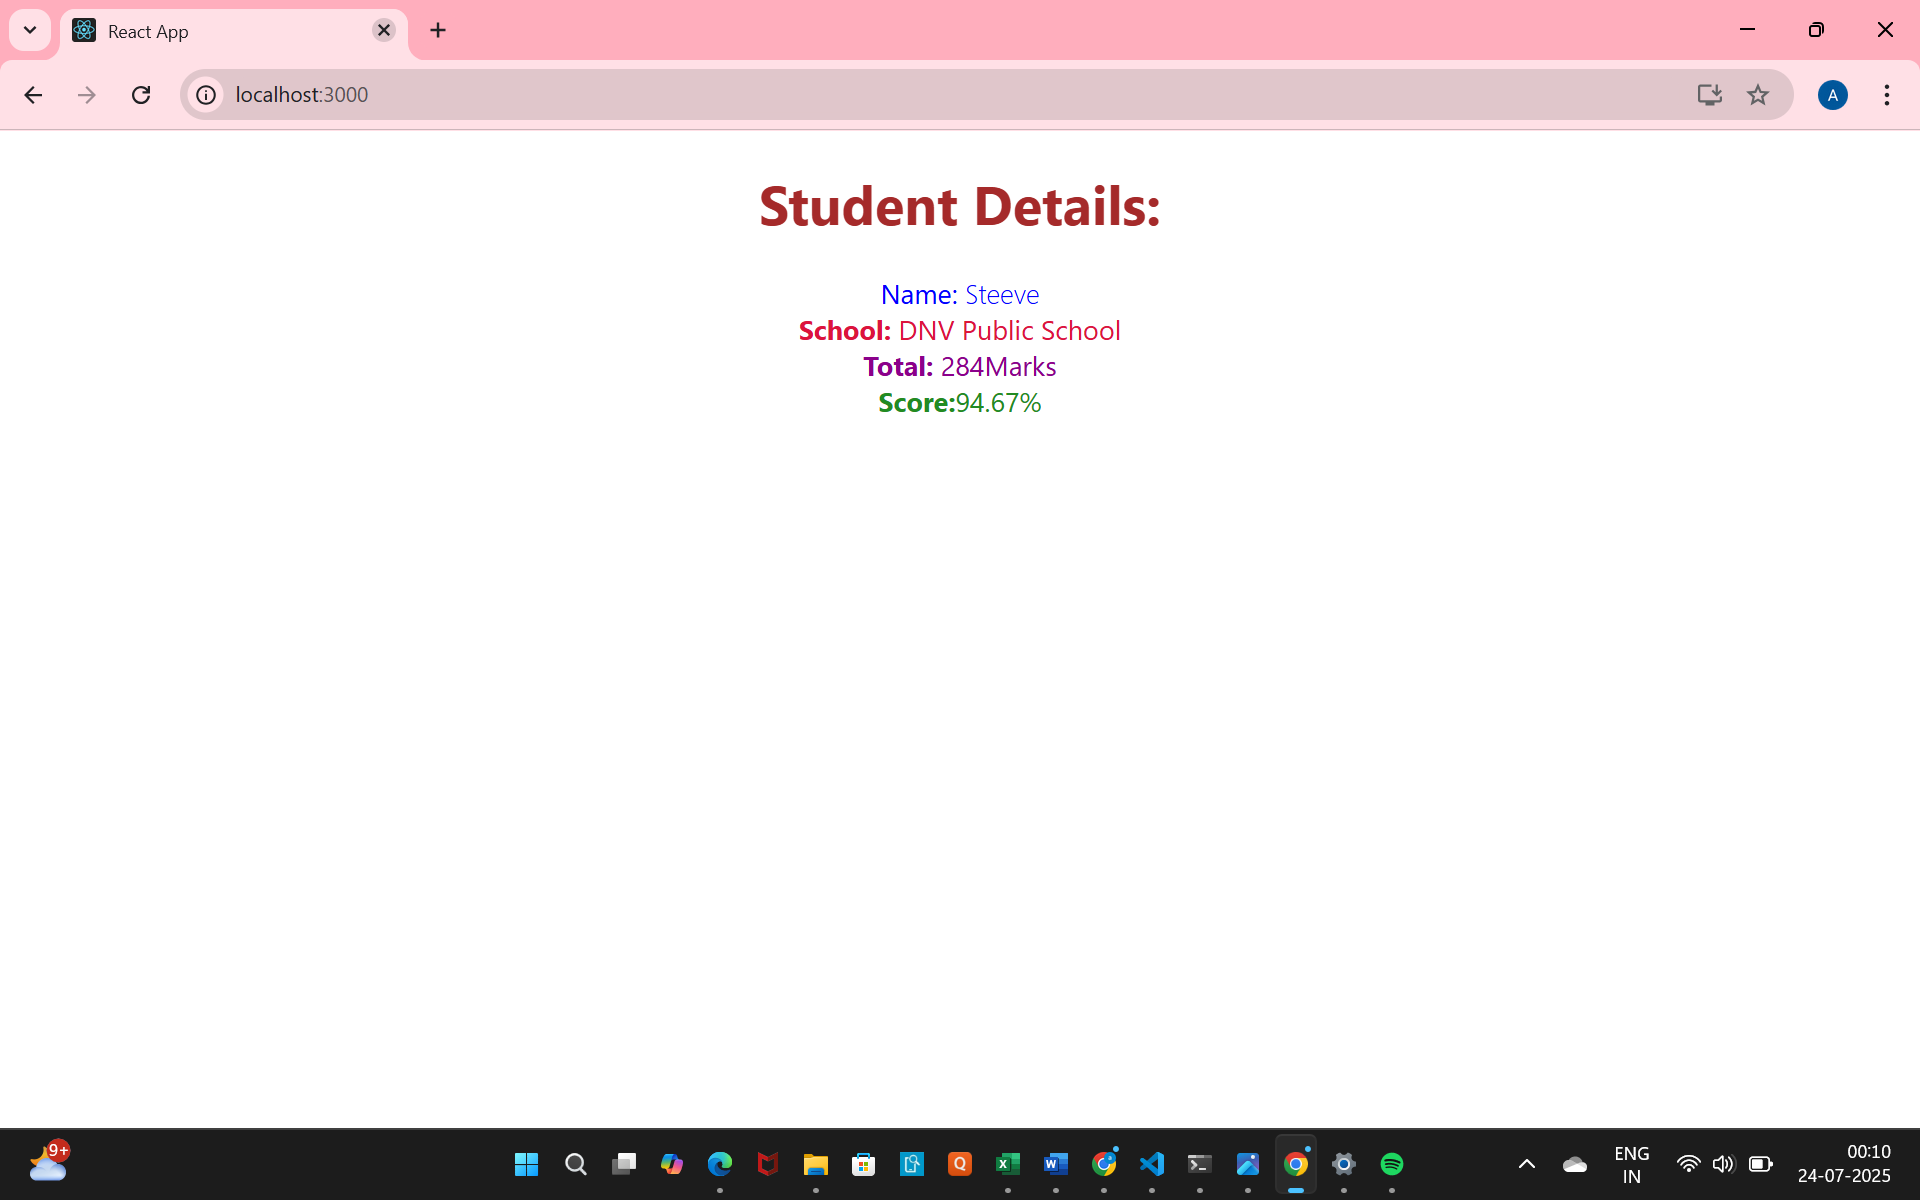 React App
localhost:3000
A
Student Details:
Name: Steeve
School: DNV Public School
Total: 284Marks
Score:94.67%
9+
ENG
IN
00:10
24-07-2025